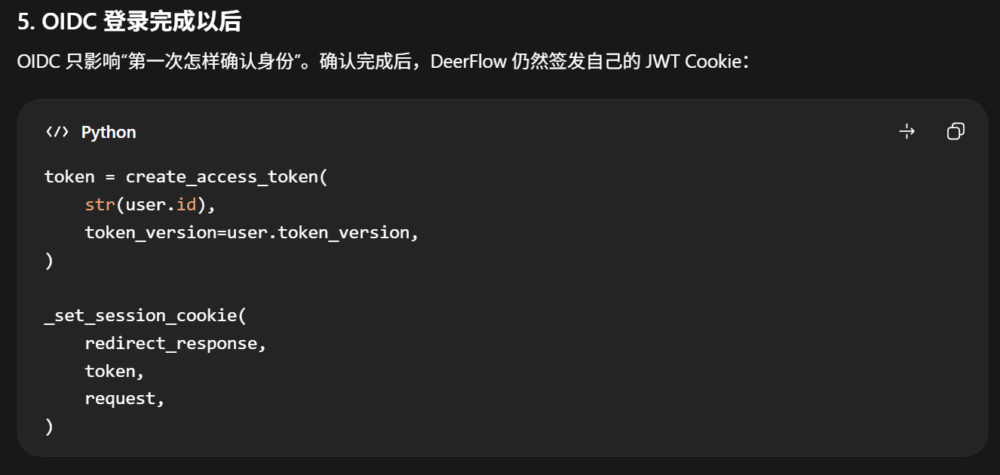 5. OIDC 登录完成以后
OIDC 只影响“第一次怎样确认身份”。确认完成后，DeerFlow 仍然签发自己的 JWT Cookie：
Python
token = create_access_token(
    str(user.id),
    token_version=user.token_version,
)
_set_session_cookie(
    redirect_response,
    token,
    request,
)